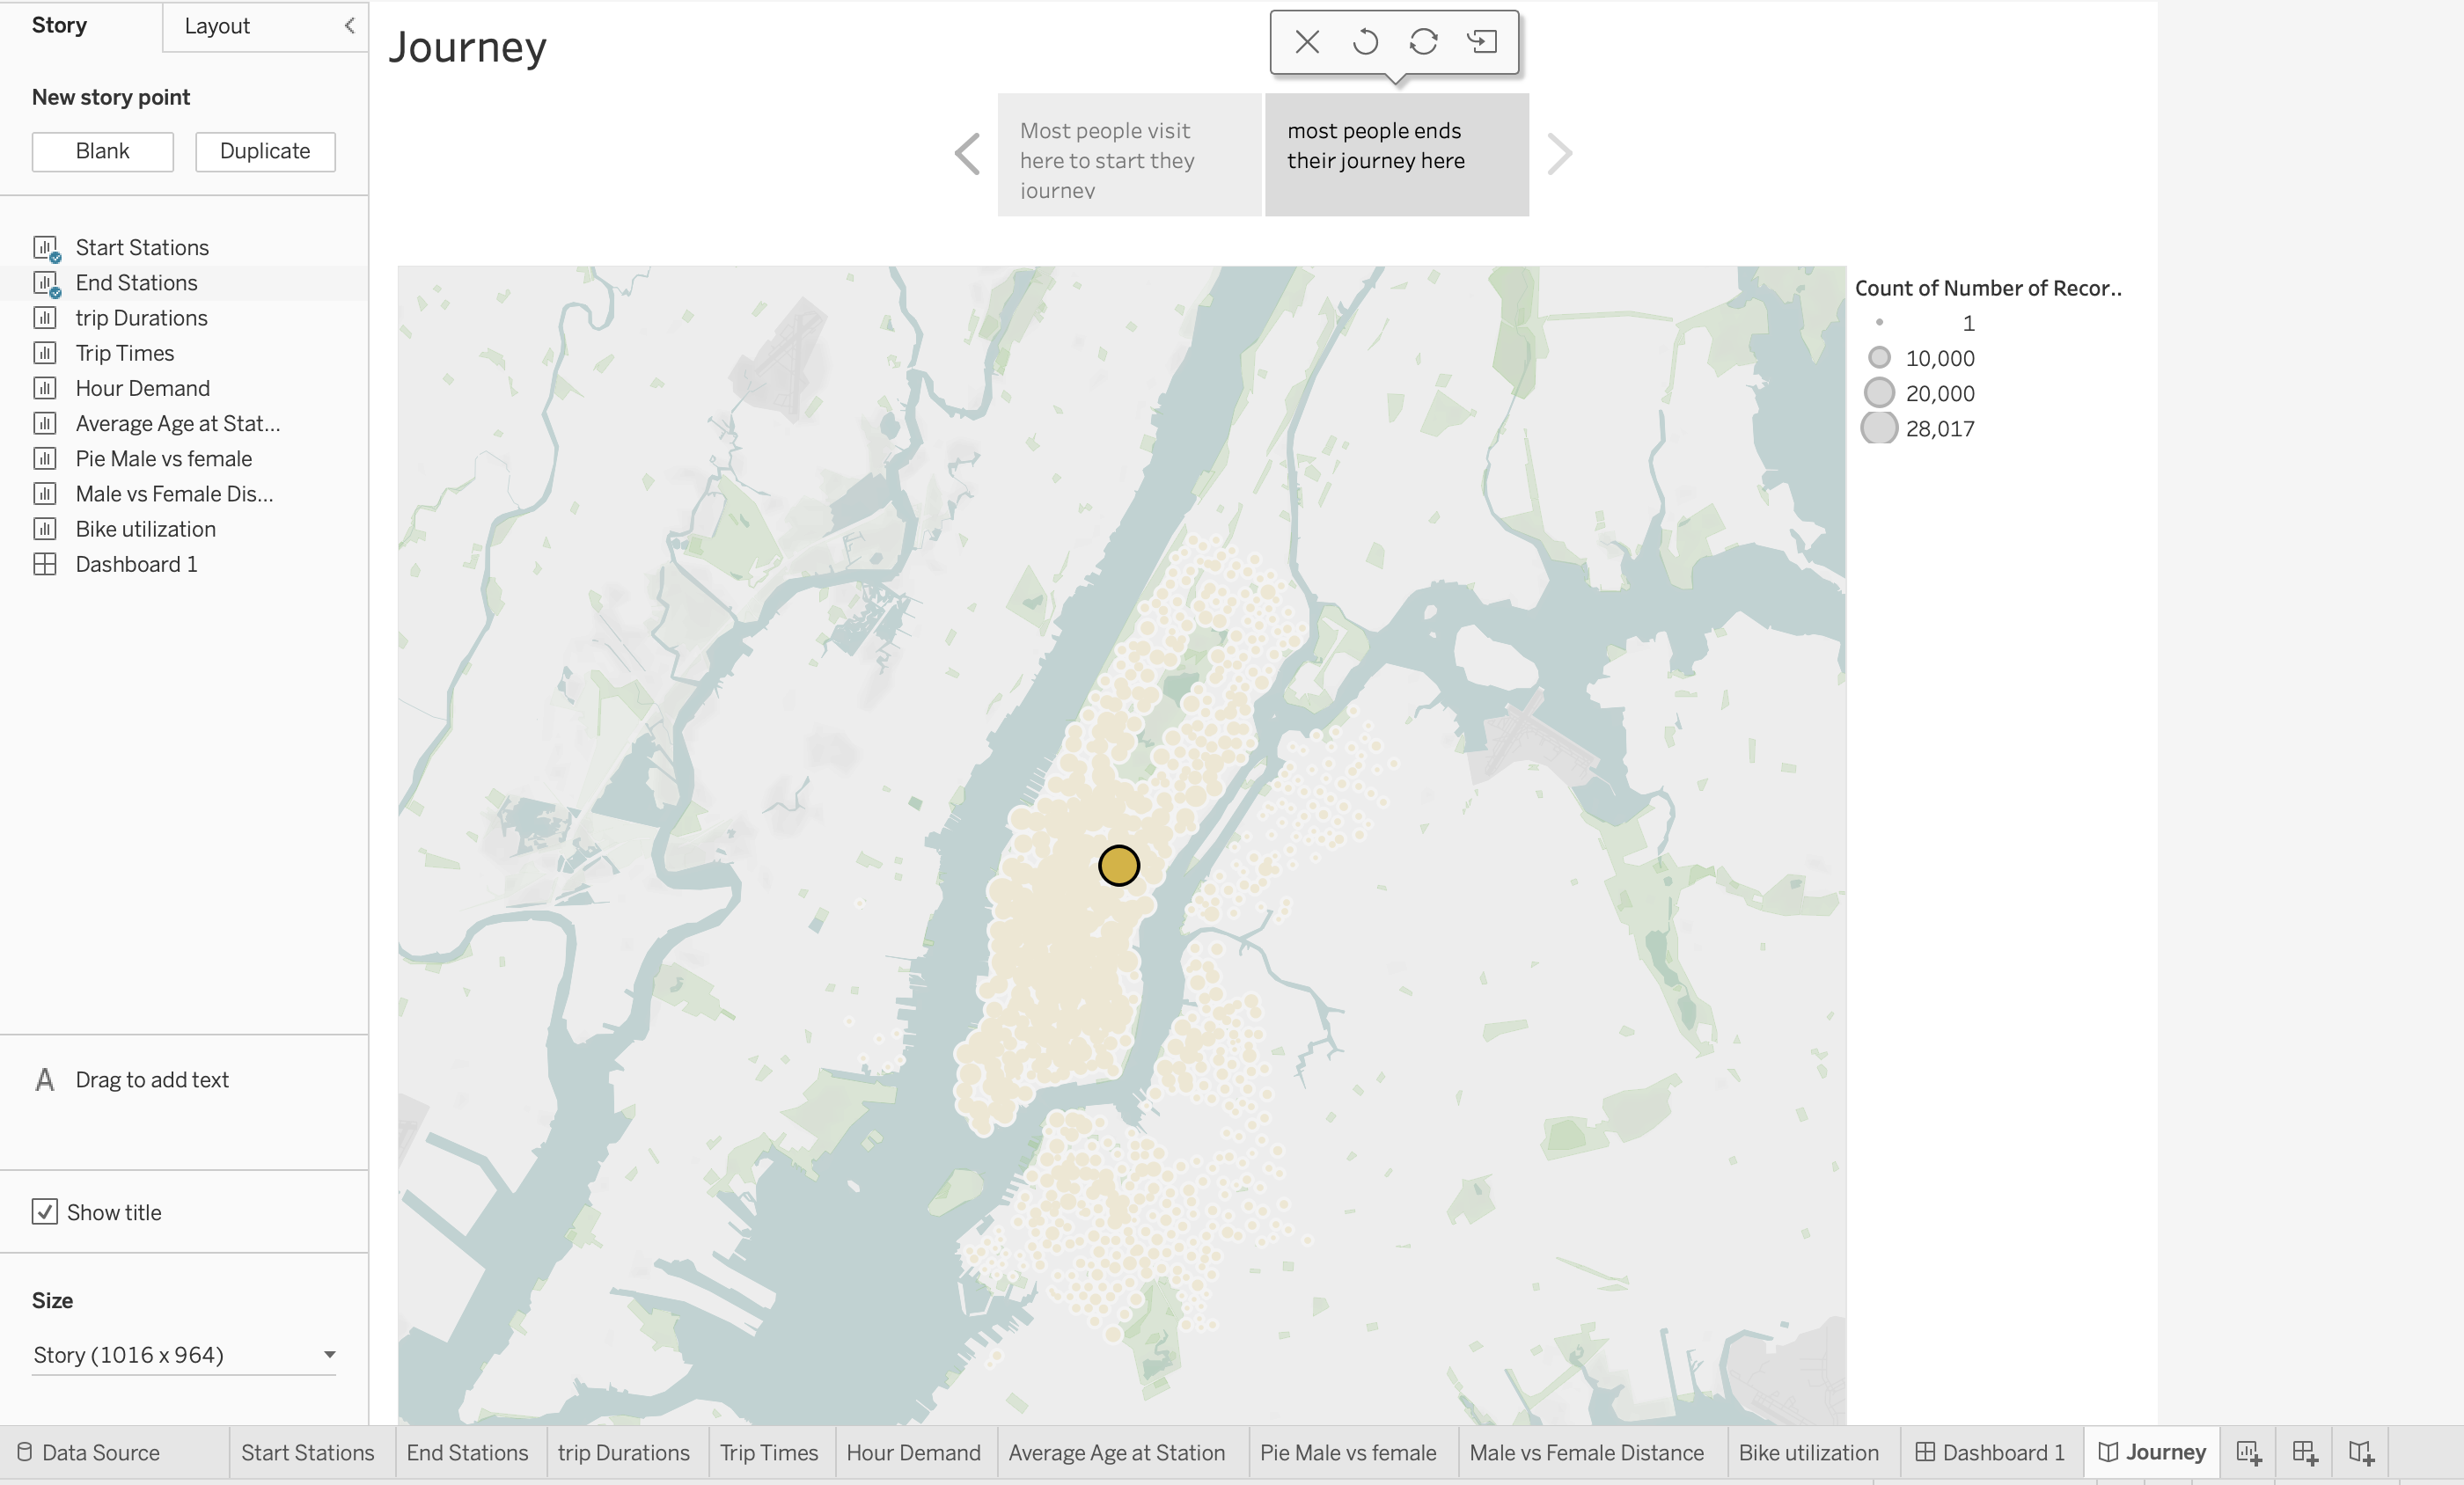 Story
Layout
Journey
New story point
Blank
Duplicate
Most people visit
here to start they
journey
most people ends
their journey here
Start Stations
End Stations
trip Durations
Trip Times
Hour Demand
Average Age at Stat...
Pie Male vs female
Male vs Female Dis...
Bike utilization
Dashboard 1
Count of Number of Recor..
1
10,000
20,000
28,017
A Drag to add text
Show title
Size
Story (1016 x 964)
Data Source
Start Stations
End Stations
trip Durations
Trip Times
Hour Demand
Average Age at Station
Pie Male vs female
Male vs Female Distance
Bike utilization
Dashboard 1
Journey